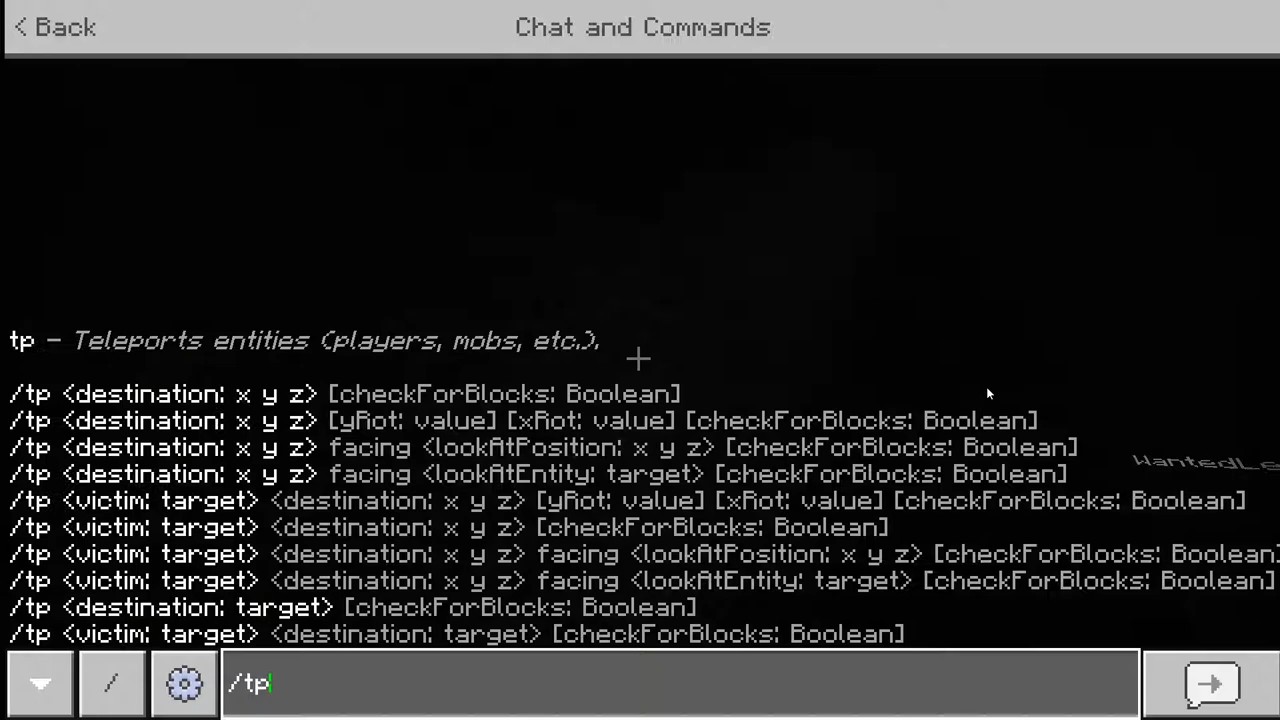 < Back
Chat and Commands
tp - Teleports entities (players, mobs, etc.).
/tp <destination: x y z> [checkForBlocks: Boolean]
/tp <destination: x y z> [yRot: value] [xRot: value] [checkForBlocks: Boolean]
/tp <destination: x y z> facing <lookAtPosition: x y z> [checkForBlocks: Boolean]
/tp <destination: x y z> facing <lookAtEntity: target> [checkForBlocks: Boolean]
/tp <victim: target> <destination: x y z> [yRot: value] [xRot: value] [checkForBlocks: Boolean]
/tp <victim: target> <destination: x y z> [checkForBlocks: Boolean]
/tp <victim: target> <destination: x y z> facing <lookAtPosition: x y z> [checkForBlocks: Boolean]
/tp <victim: target> <destination: x y z> facing <lookAtEntity: target> [checkForBlocks: Boolean]
/tp <destination: target> [checkForBlocks: Boolean]
/tp <victim: target> <destination: target> [checkForBlocks: Boolean]
/
/tp